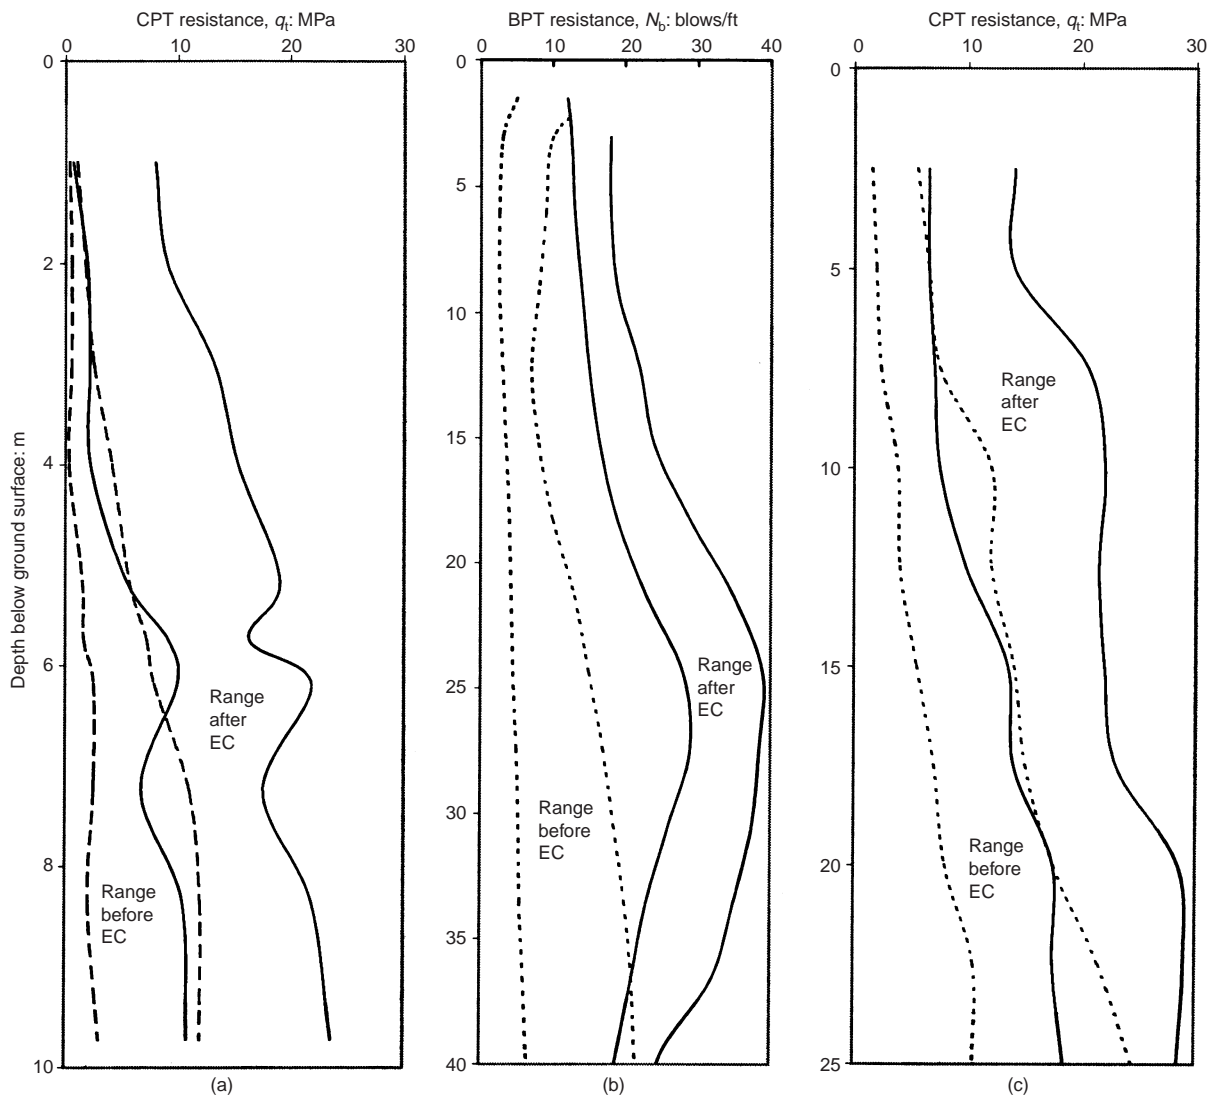 CPT resistance, qt: MPa
0 10 20 30
0
2
4
6
8
10
Depth below ground surface: m
Range
after
EC
Range
before
EC
(a)
BPT resistance, Nb: blows/ft
0 10 20 30 40
0
5
10
15
20
25
30
35
40
Range
after
EC
Range
before
EC
(b)
CPT resistance, qt: MPa
0 10 20 30
0
5
10
15
20
25
Range
after
EC
Range
before
EC
(c)